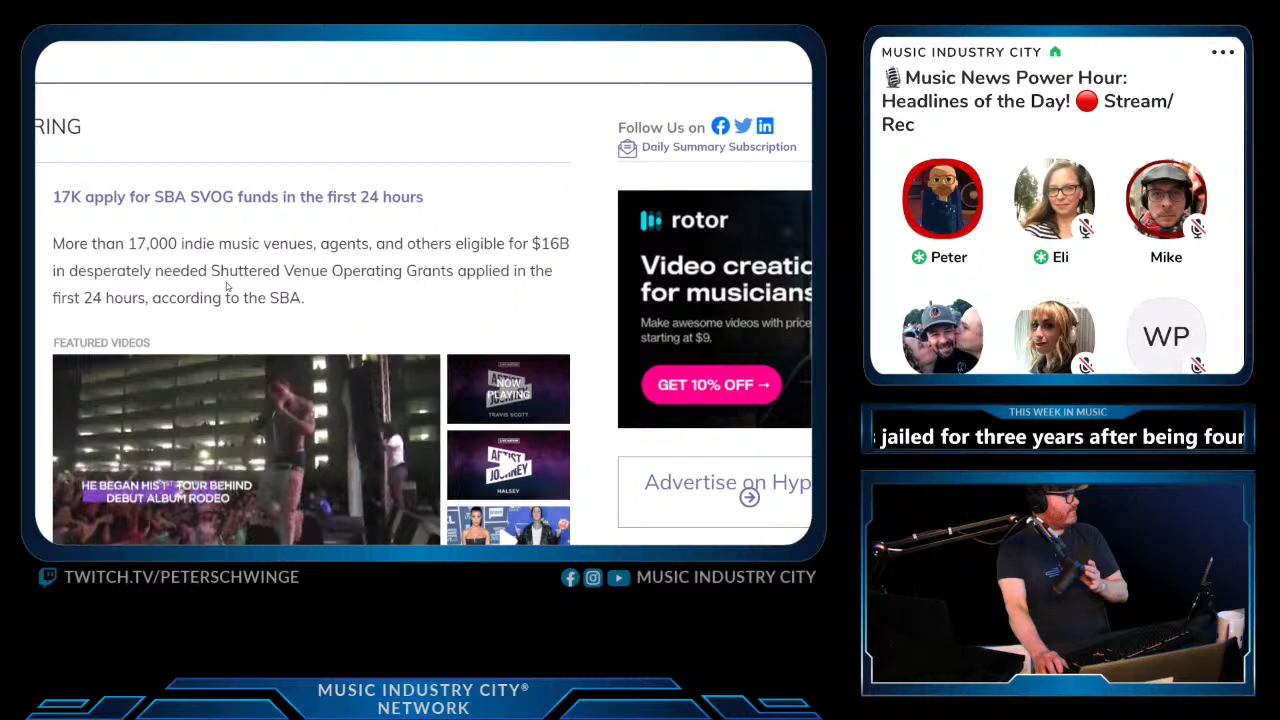 RING
17K apply for SBA SVOG funds in the first 24 hours
More than 17,000 indie music venues, agents, and others eligible for $16B
in desperately needed Shuttered Venue Operating Grants applied in the
first 24 hours, according to the SBA.
FEATURED VIDEOS
HE BEGAN HIS 1 TOUR BEHIND
DEBUT ALBUM RODEO
NOW
PLAYING
TRAVIS SCOTT
ARTIST
JOURNEY
HALSEY
Follow Us on
Daily Summary Subscription
rotor
Video creatio
for musicians
Make awesome videos with price
starting at $9.
GET 10% OFF →
Advertise on Hyp
TWITCH.TV/PETERSCHWINGE
MUSIC INDUSTRY CITY
MUSIC INDUSTRY CITY®
NETWORK
MUSIC INDUSTRY CITY
🎙️Music News Power Hour:
Headlines of the Day! 🔴 Stream/
Rec
Peter
Eli
Mike
WP
THIS WEEK IN MUSIC
jailed for three years after being four